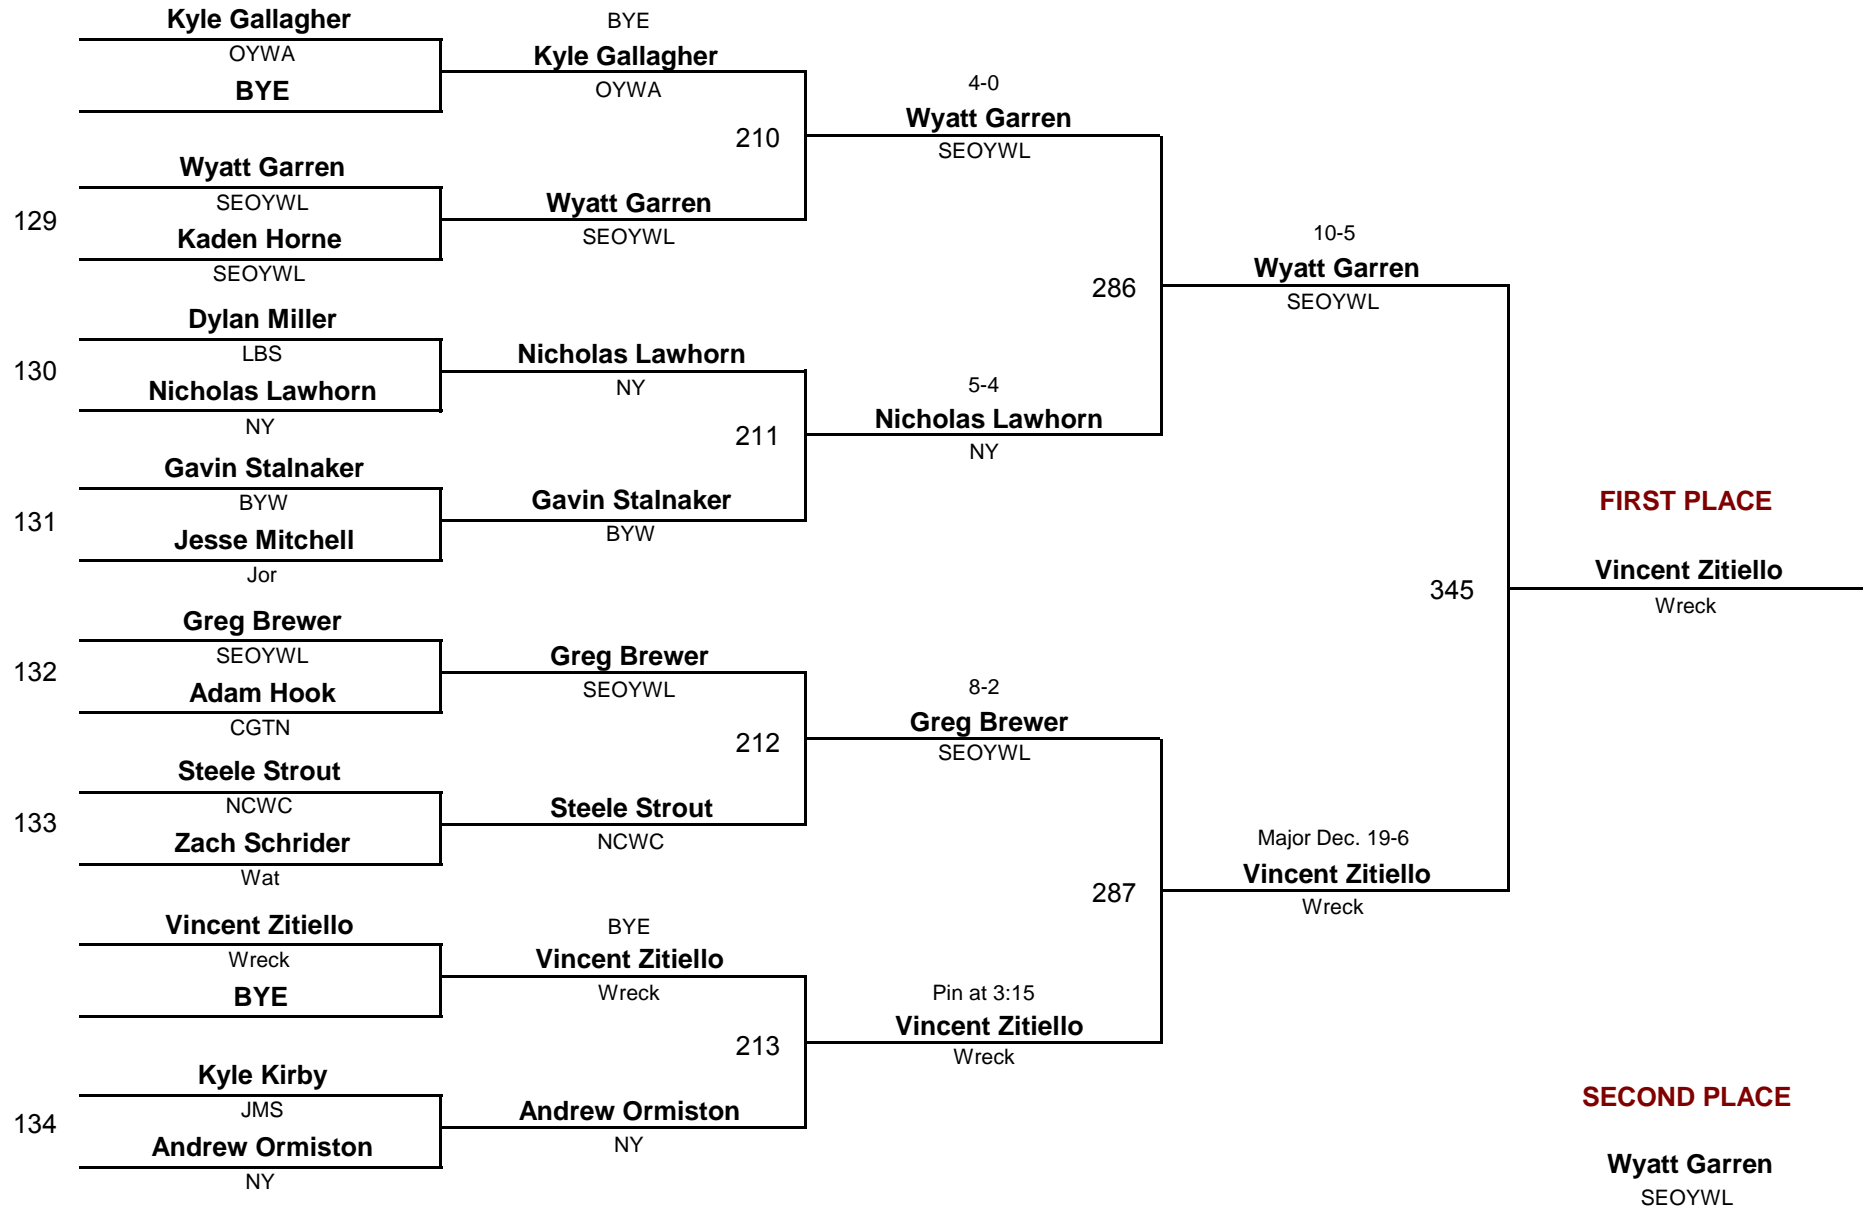 Kyle Gallagher
OYWA
BYE
129
Wyatt Garren
SEOYWL
Kaden Horne
SEOYWL
130
Dylan Miller
LBS
Nicholas Lawhorn
NY
131
Gavin Stalnaker
BYW
Jesse Mitchell
Jor
132
Greg Brewer
SEOYWL
Adam Hook
CGTN
133
Steele Strout
NCWC
Zach Schrider
Wat
Vincent Zitiello
Wreck
BYE
134
Kyle Kirby
JMS
Andrew Ormiston
NY
BYE
Kyle Gallagher
OYWA
210
Wyatt Garren
SEOYWL
Nicholas Lawhorn
NY
211
Gavin Stalnaker
BYW
Greg Brewer
SEOYWL
212
Steele Strout
NCWC
BYE
Vincent Zitiello
Wreck
213
Andrew Ormiston
NY
4-0
Wyatt Garren
SEOYWL
286
5-4
Nicholas Lawhorn
NY
8-2
Greg Brewer
SEOYWL
287
Pin at 3:15
Vincent Zitiello
Wreck
10-5
Wyatt Garren
SEOYWL
345
Major Dec. 19-6
Vincent Zitiello
Wreck
FIRST PLACE
Vincent Zitiello
Wreck
SECOND PLACE
Wyatt Garren
SEOYWL